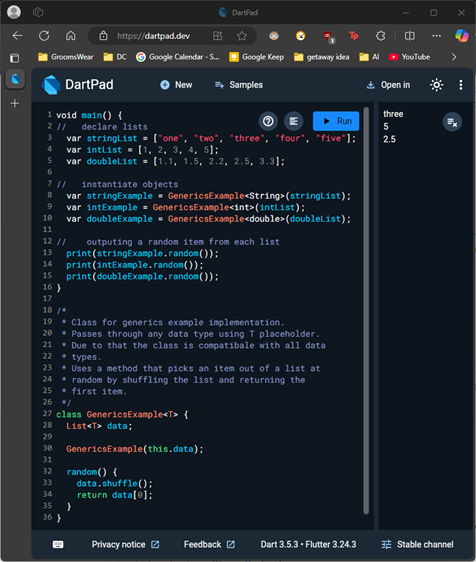 DartPad
https://dartpad.dev
1
Tp
GroomsWear
DC
Google Calendar - S...
Google Keep
getaway idea
AI
YouTube
DartPad
New
Samples
Open in
Run
1 void main() {
2 //   declare lists
3   var stringList = ["one", "two", "three", "four", "five"];
4   var intList = [1, 2, 3, 4, 5];
5   var doubleList = [1.1, 1.5, 2.2, 2.5, 3.3];
6
7 //   instantiate objects
8   var stringExample = GenericsExample<String>(stringList);
9   var intExample = GenericsExample<int>(intList);
10   var doubleExample = GenericsExample<double>(doubleList);
11
12 //    outputing a random item from each list
13   print(stringExample.random());
14   print(intExample.random());
15   print(doubleExample.random());
16 }
17
18 /*
19  * Class for generics example implementation.
20  * Passes through any data type using T placeholder.
21  * Due to that the class is compatibale with all data
22  * types.
23  * Uses a method that picks an item out of a list at
24  * random by shuffling the list and returning the
25  * first item.
26  */
27 class GenericsExample<T> {
28   List<T> data;
29
30   GenericsExample(this.data);
31
32   random() {
33     data.shuffle();
34     return data[0];
35   }
36 }
three
5
2.5
Privacy notice
Feedback
Dart 3.5.3 • Flutter 3.24.3
Stable channel